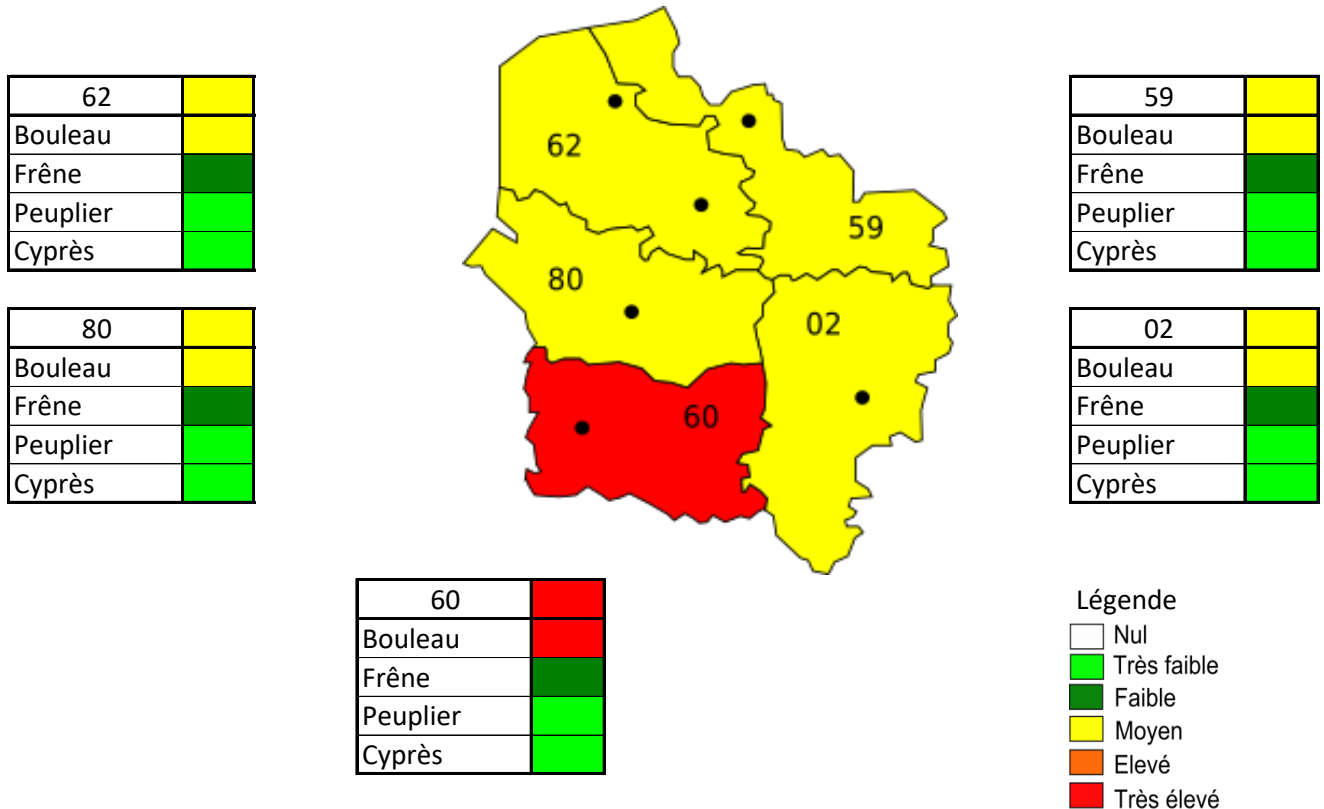 62
Bouleau
Frêne
Peuplier
Cyprès
80
Bouleau
Frêne
Peuplier
Cyprès
62
59
80
02
60
59
Bouleau
Frêne
Peuplier
Cyprès
02
Bouleau
Frêne
Peuplier
Cyprès
60
Bouleau
Frêne
Peuplier
Cyprès
Légende
Nul
Très faible
Faible
Moyen
Elevé
Très élevé